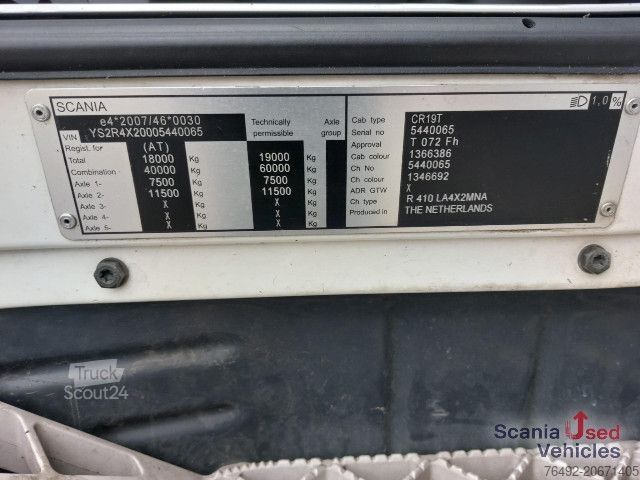 SCANIA
e4*2007/46*0030
VIN YS2R4X20005440065
Regist. for (AT) Technically permissible Axle group
Total 18000 Kg 19000 Kg
Combination 40000 Kg 60000 Kg
Axle 1- 7500 Kg 7500 Kg
Axle 2- 11500 Kg 11500 Kg
Axle 3- X Kg X Kg
Axle 4- X Kg X Kg
Axle 5- X Kg X Kg
1,0%
Cab type CR19T
Serial no 5440065
Approval T 072 Fh
Cab colour 1366386
Ch No 5440065
Ch colour 1346692
ADR GTW X
Ch type R 410 LA4X2MNA
Produced in THE NETHERLANDS
Truck
Scout24
Scania Used
Vehicles
76492-20671405